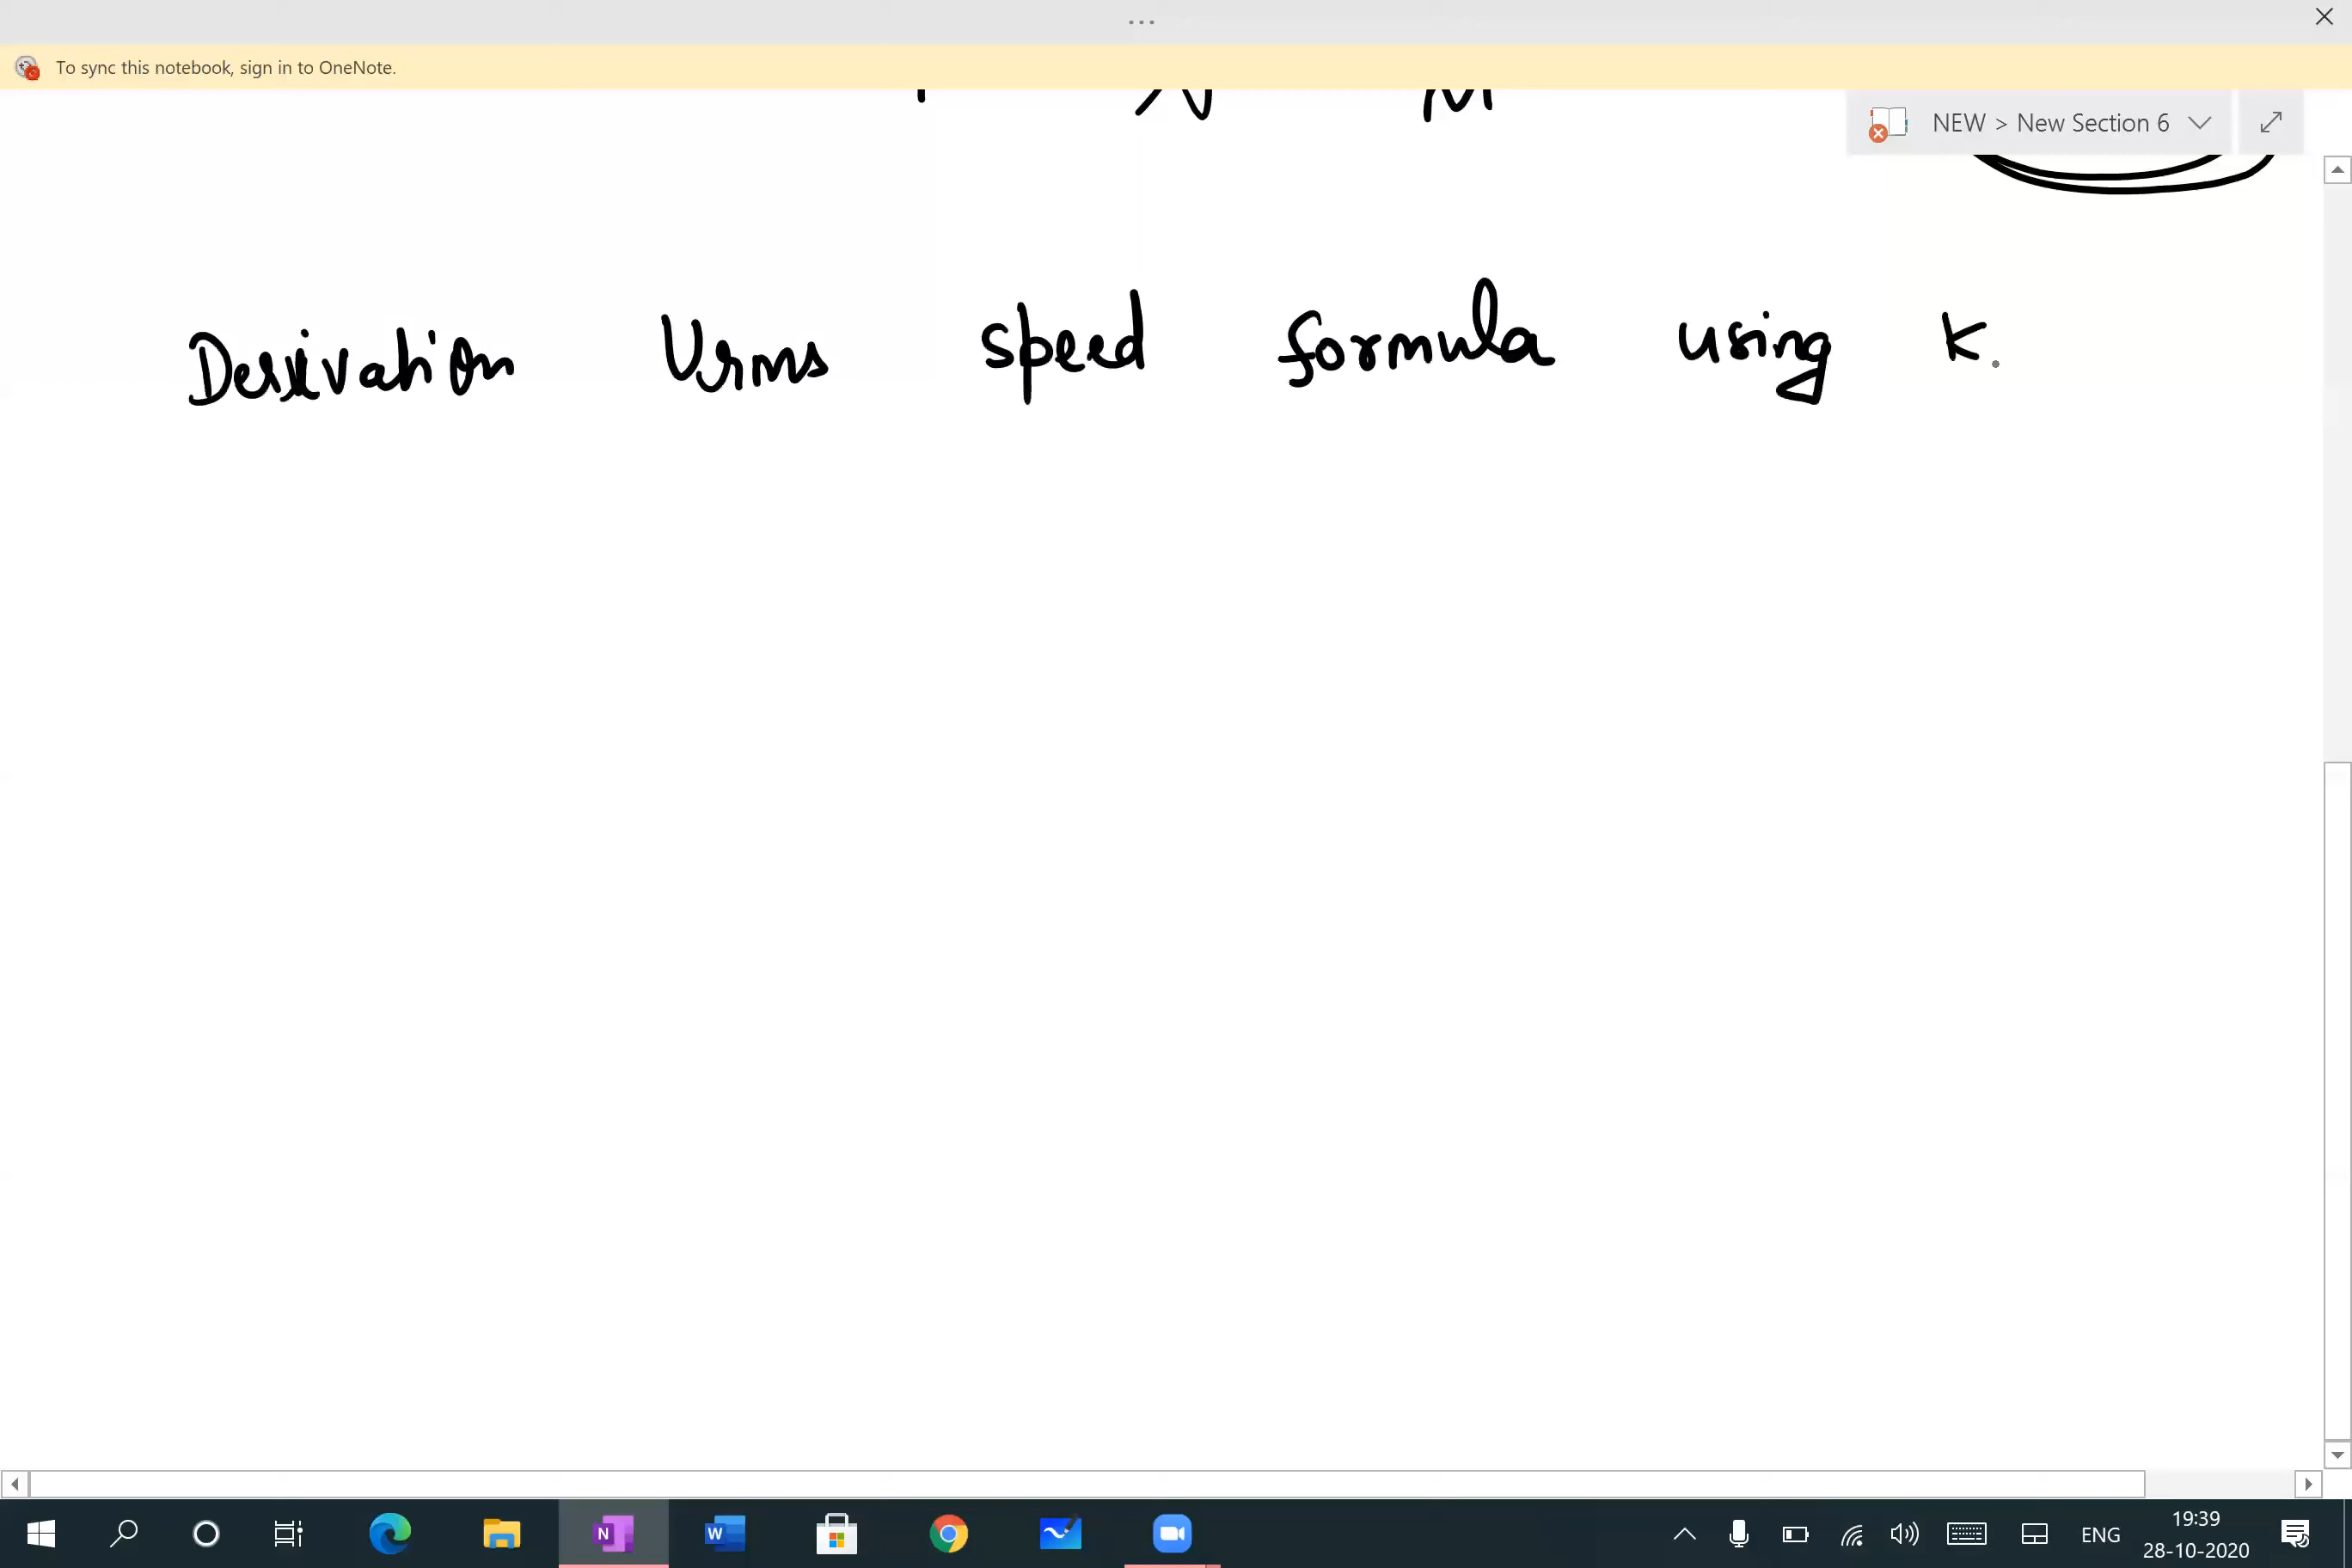 To sync this notebook, sign in to OneNote.
NEW > New Section 6
Derivation Vrms speed formula using K.
ENG
19:39
28-10-2020